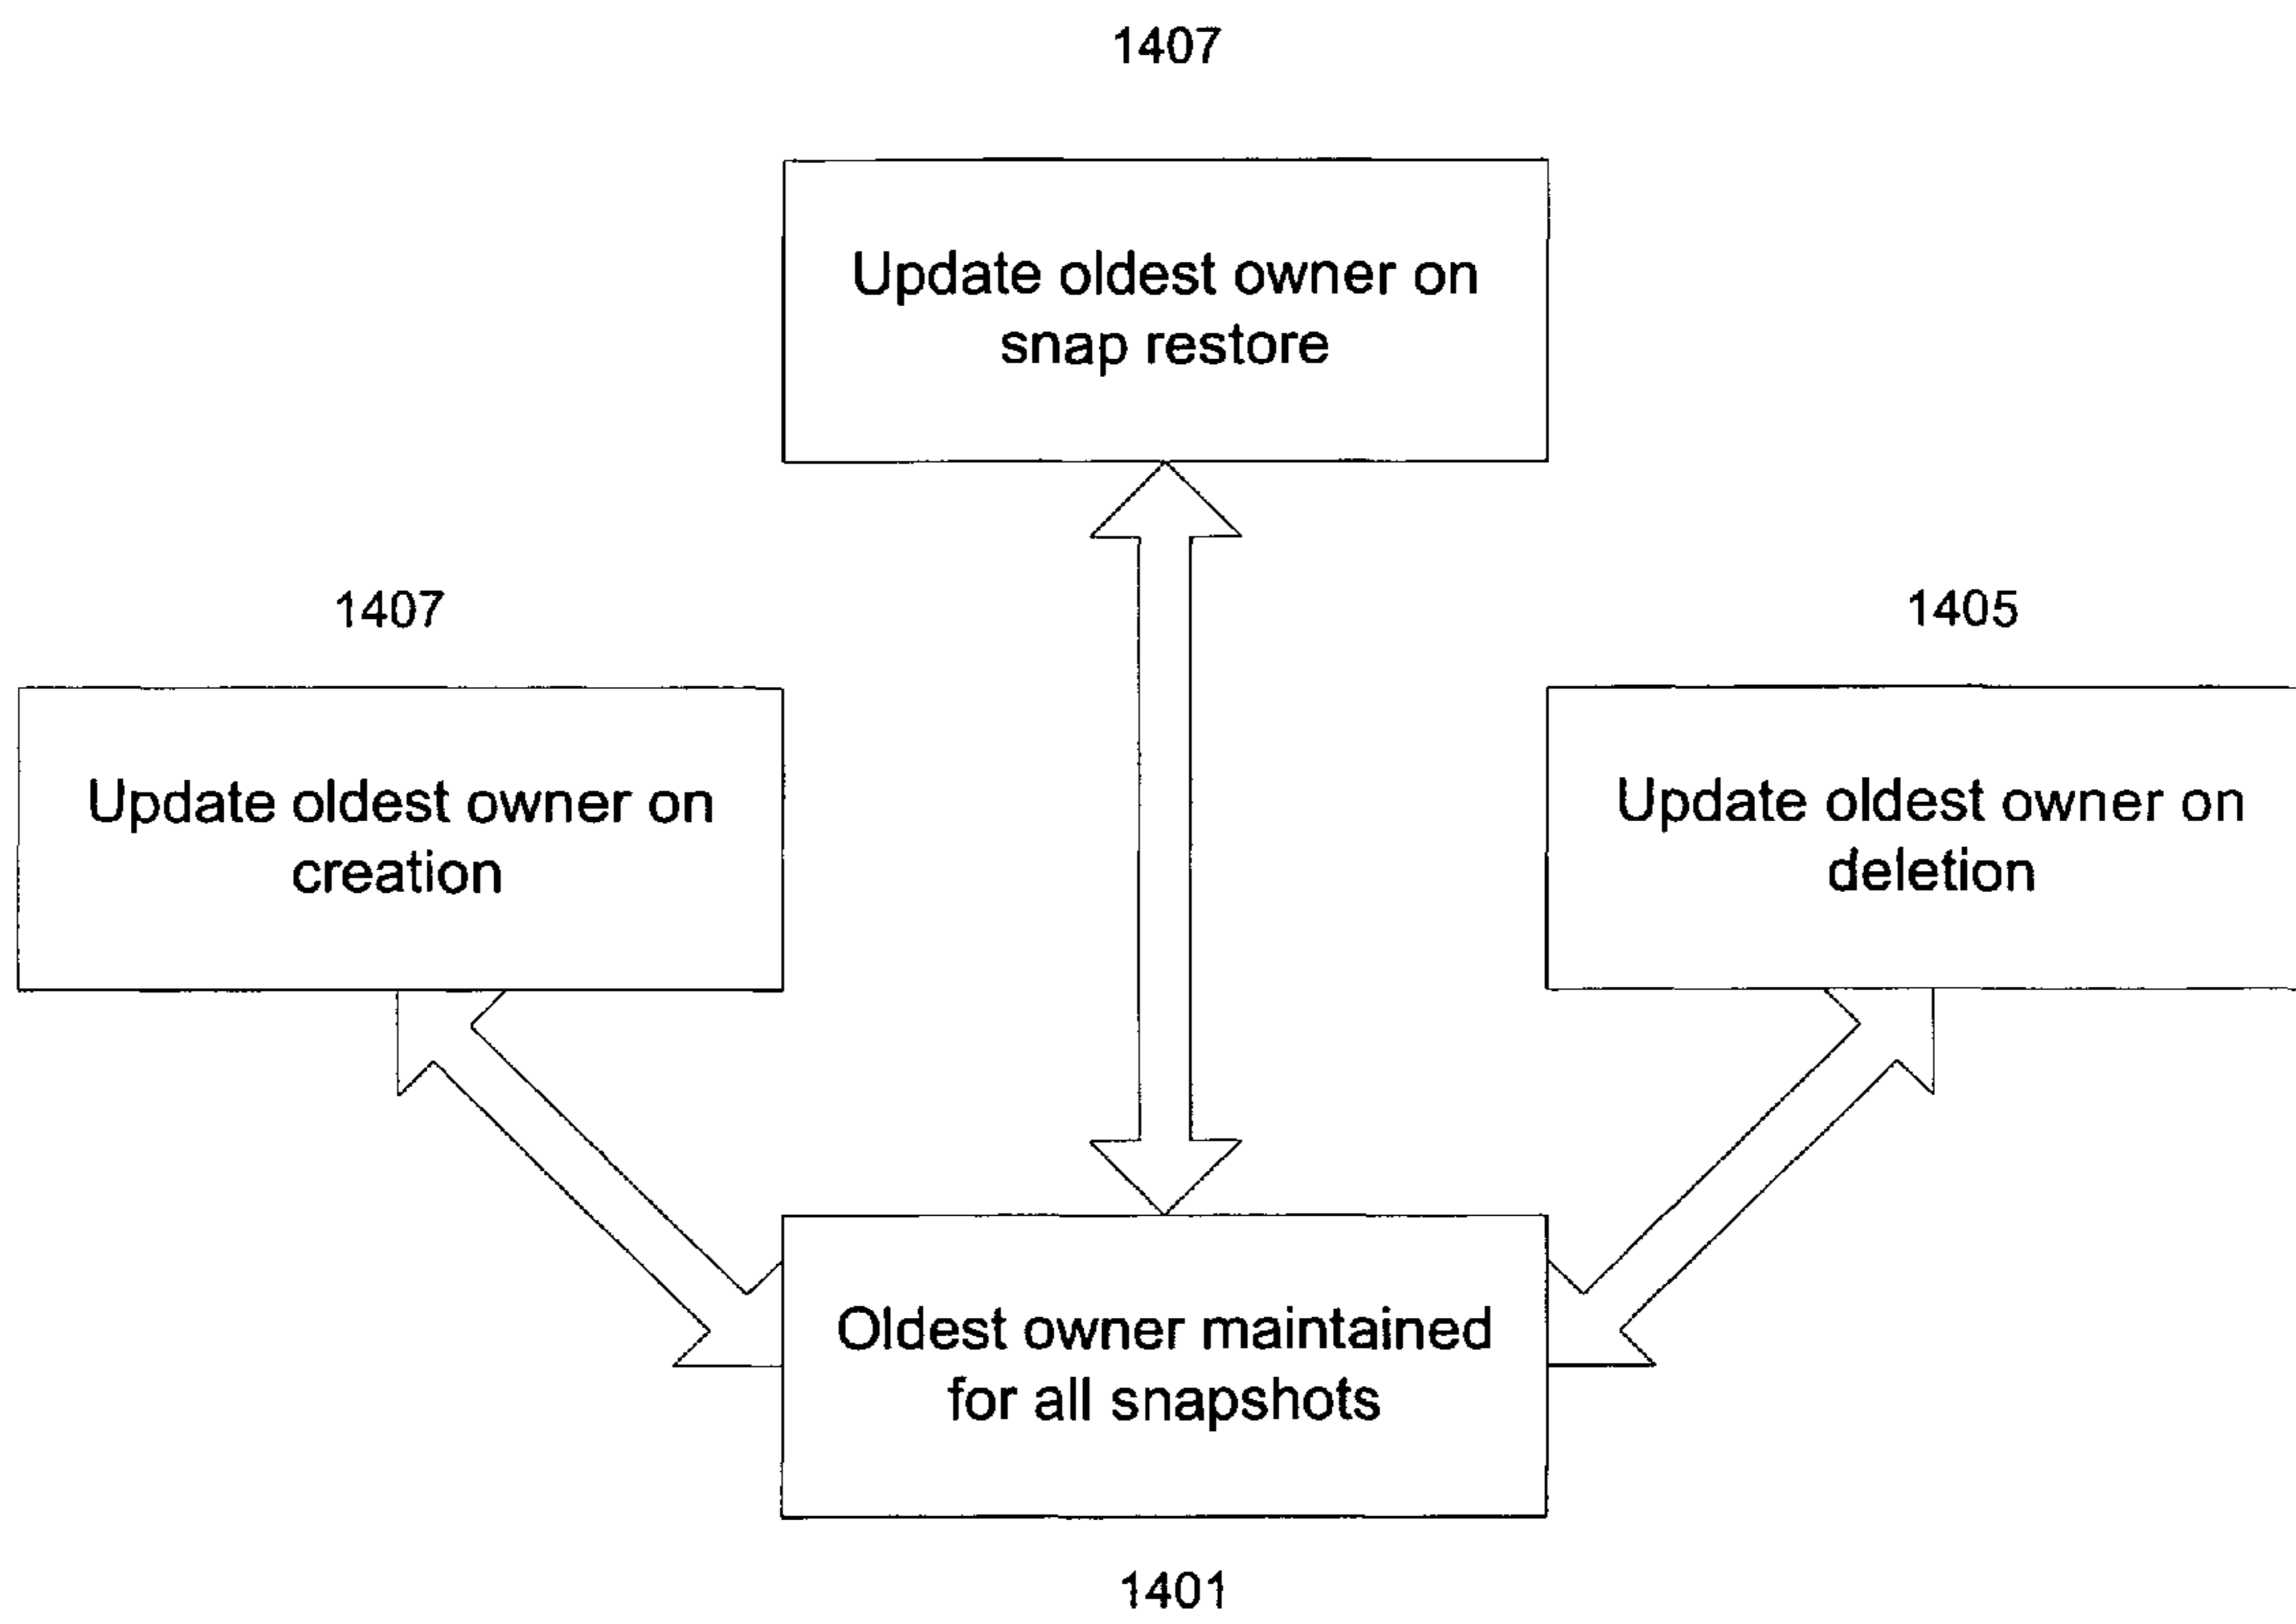 1407
Update oldest owner on
snap restore
1407
Update oldest owner on
creation
1405
Update oldest owner on
deletion
Oldest owner maintained
for all snapshots
1401